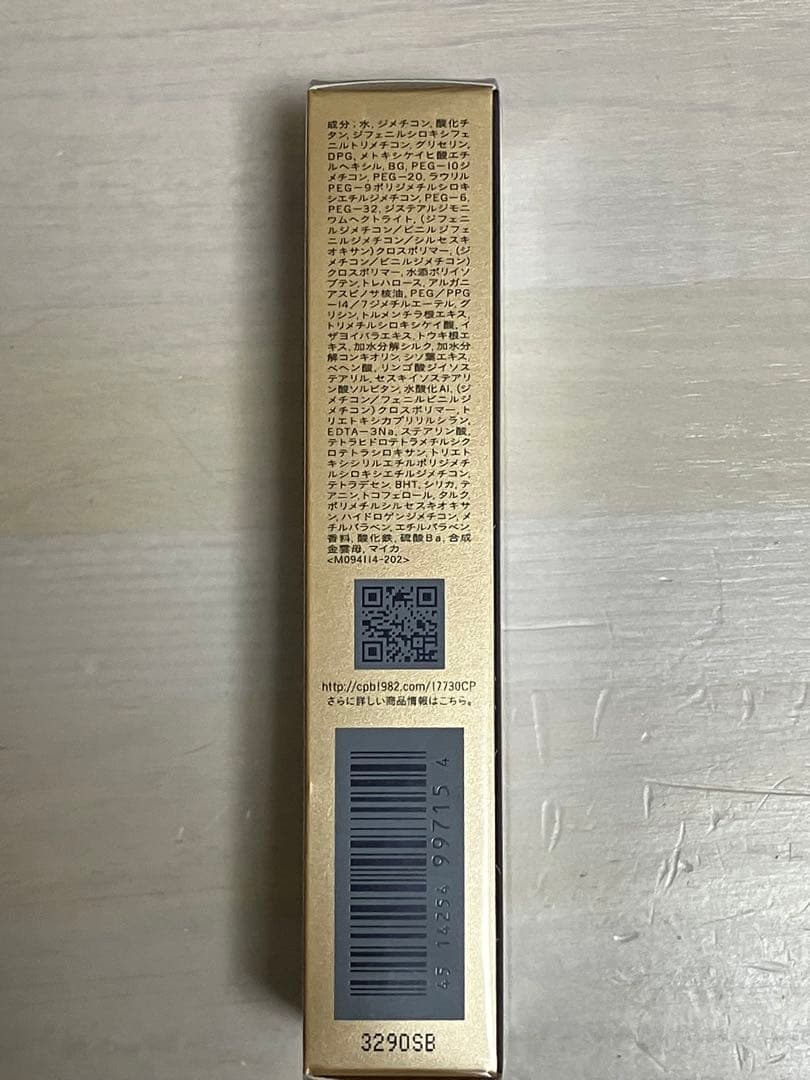 成分：水, ジメチコン, 酸化チ
タン, ジフェニルシロキシフェ
ニルトリメチコン, グリセリン,
DPG, メトキシケイヒ酸エチ
ルヘキシル, BG, PEG-10ジ
メチコン, PEG-20, ラウリル
PEG-9ポリジメチルシロキ
シエチルジメチコン, PEG-6,
PEG-32, ジステアルジモニ
ウムヘクトライト, (ジフェニ
ルジメチコン/ビニルジフェ
ニルジメチコン/シルセスキ
オキサン)クロスポリマー, (ジ
メチコン/ビニルジメチコン)
クロスポリマー, 水添ポリイソ
ブテン, トレハロース, アルガニ
アスピノサ核油, PEG/PPG
-14/7ジメチルエーテル, グ
リシン, トルメンチラ根エキス,
トリメチルシロキシケイ酸, イ
ザヨイバラエキス, トウキ根エ
キス, 加水分解シルク, 加水分
解コンキオリン, シソ葉エキス,
ベヘン酸, リンゴ酸ジイソス
テアリル, セスキイソステアリ
ン酸ソルビタン, 水酸化Al, (ジ
メチコン/フェニルビニルジ
メチコン)クロスポリマー, ト
リエトキシカプリリルシラン,
EDTA-3Na, ステアリン酸,
テトラヒドロテトラメチルシク
ロテトラシロキサン, トリエト
キシシリルエチルポリジメチ
ルシロキシエチルジメチコン,
テトラデセン, BHT, シリカ, テ
アニン, トコフェロール, タルク,
ポリメチルシルセスキオキサ
ン, ハイドロゲンジメチコン, メ
チルパラベン, エチルパラベン,
香料, 酸化鉄, 硫酸Ba, 合成
金雲母, マイカ
<M094114-202>
http://cpb1982.com/17730CP
さらに詳しい商品情報はこちら。
45 14254 99715 4
3290SB